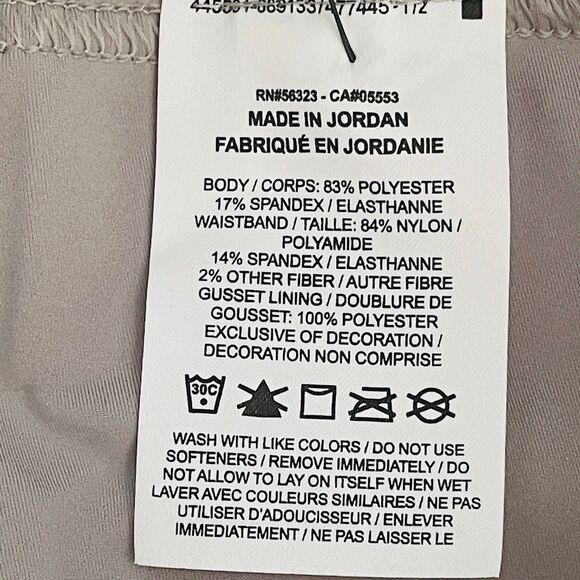 RN#56323 - CA#05553
MADE IN JORDAN
FABRIQUÉ EN JORDANIE
BODY / CORPS: 83% POLYESTER
17% SPANDEX / ELASTHANNE
WAISTBAND / TAILLE: 84% NYLON /
POLYAMIDE
14% SPANDEX / ELASTHANNE
2% OTHER FIBER / AUTRE FIBRE
GUSSET LINING / DOUBLURE DE
GOUSSET: 100% POLYESTER
EXCLUSIVE OF DECORATION /
DECORATION NON COMPRISE
30C
WASH WITH LIKE COLORS / DO NOT USE
SOFTENERS / REMOVE IMMEDIATELY / DO
NOT ALLOW TO LAY ON ITSELF WHEN WET
LAVER AVEC COULEURS SIMILAIRES / NE PAS
UTILISER D'ADOUCISSEUR / ENLEVER
IMMEDIATEMENT / NE PAS LAISSER LE